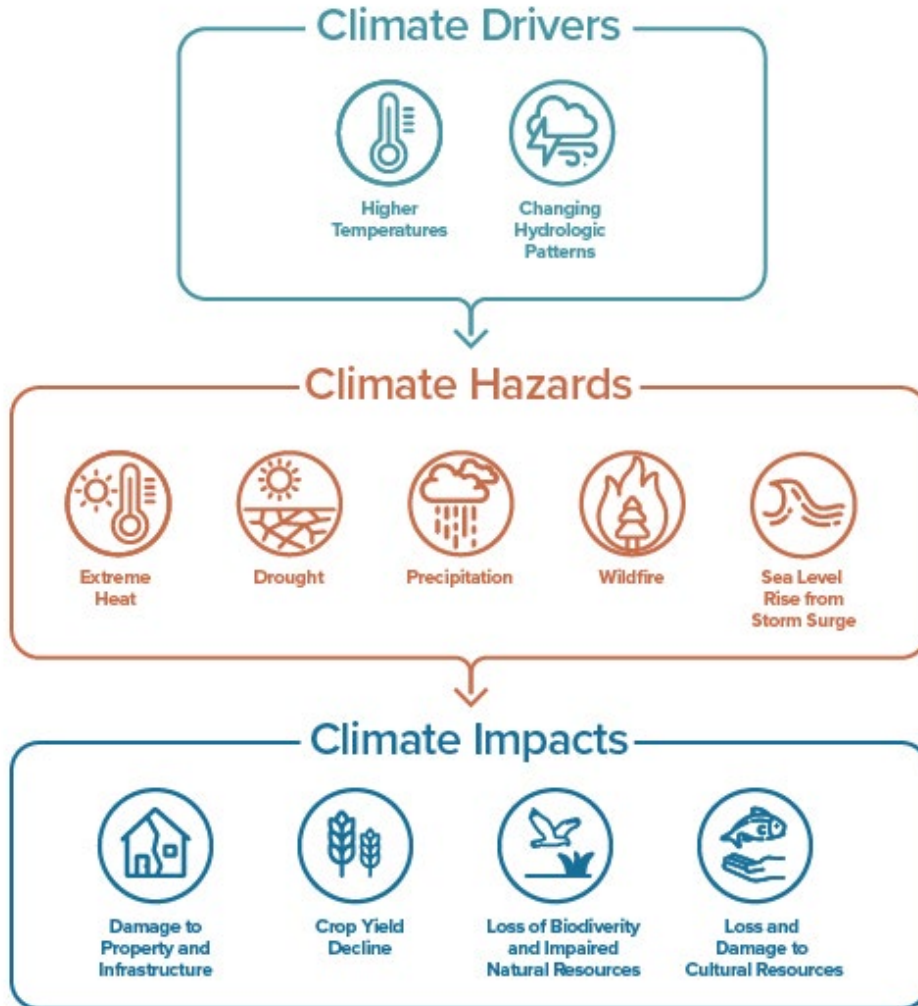 Climate Drivers
Higher
Temperatures
Changing
Hydrologic
Patterns
Climate Hazards
Extreme
Heat
Drought
Precipitation
Wildfire
Sea Level
Rise from
Storm Surge
Climate Impacts
Damage to
Property and
Infrastructure
Crop Yield
Decline
Loss of Biodiverity
and Impaired
Natural Resources
Loss and
Damage to
Cultural Resources